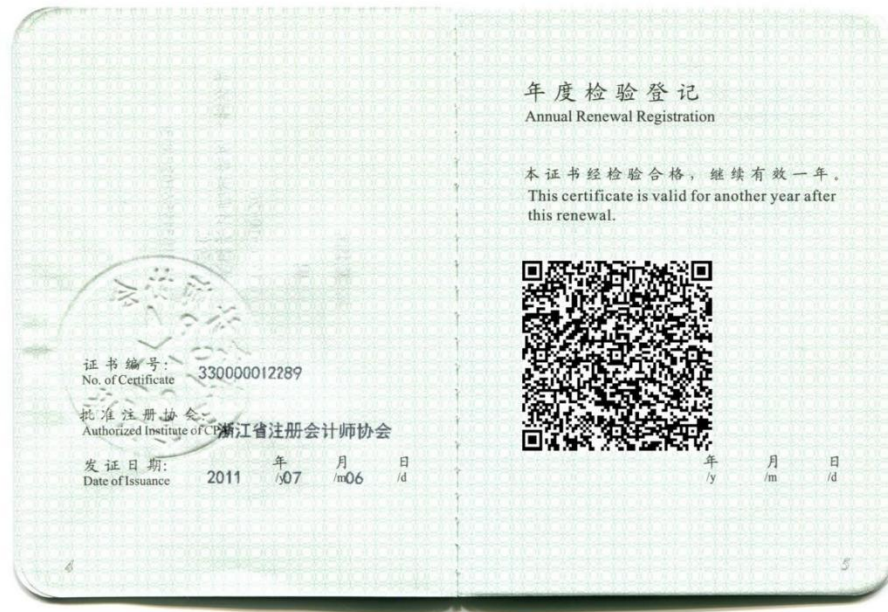 证书编号:
No. of Certificate
330000012289
批准注册协会:
Authorized Institute of CPAs
浙江省注册会计师协会
发证日期:
Date of Issuance
2011 年 07 月 06 日
/y /m /d
4
年度检验登记
Annual Renewal Registration
本证书经检验合格，继续有效一年。
This certificate is valid for another year after
this renewal.
年 月 日
/y /m /d
5